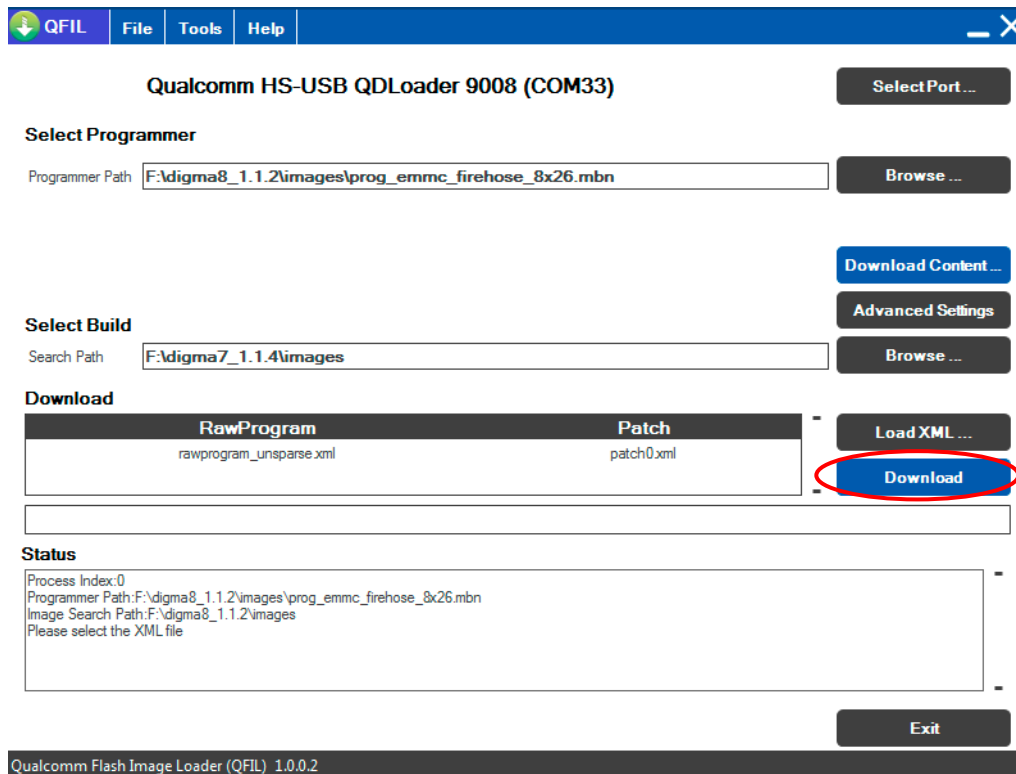 QFIL File Tools Help
Qualcomm HS-USB QDLoader 9008 (COM33)
Select Port ...
Select Programmer
Programmer Path F:\digma8_1.1.2\images\prog_emmc_firehose_8x26.mbn Browse ...
Download Content ...
Advanced Settings
Select Build
Search Path F:\digma7_1.1.4\images Browse ...
Download
RawProgram Patch
Load XML ...
rawprogram_unsparse.xml patch0.xml
Download
Status
Process Index:0
Programmer Path:F:\digma8_1.1.2\images\prog_emmc_firehose_8x26.mbn
Image Search Path:F:\digma8_1.1.2\images
Please select the XML file
Exit
Qualcomm Flash Image Loader (QFIL) 1.0.0.2